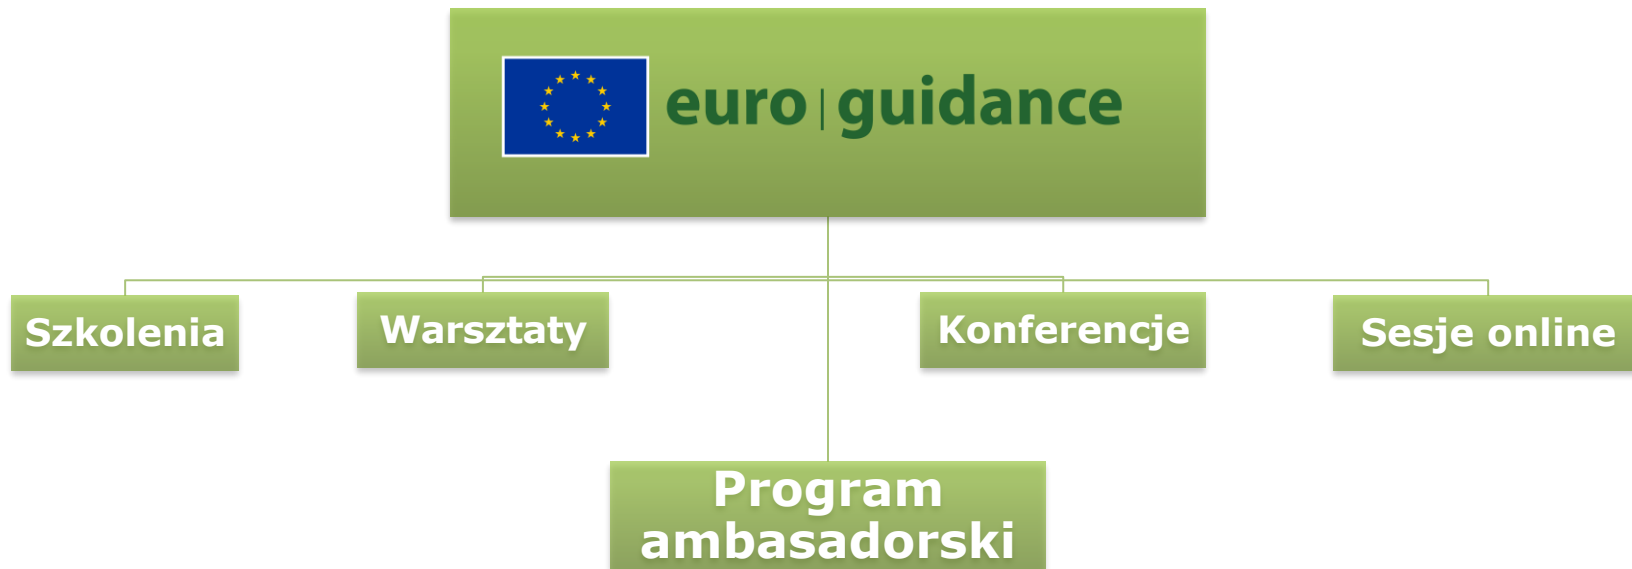 euro|guidance
Szkolenia
Warsztaty
Konferencje
Sesje online
Program
ambasadorski